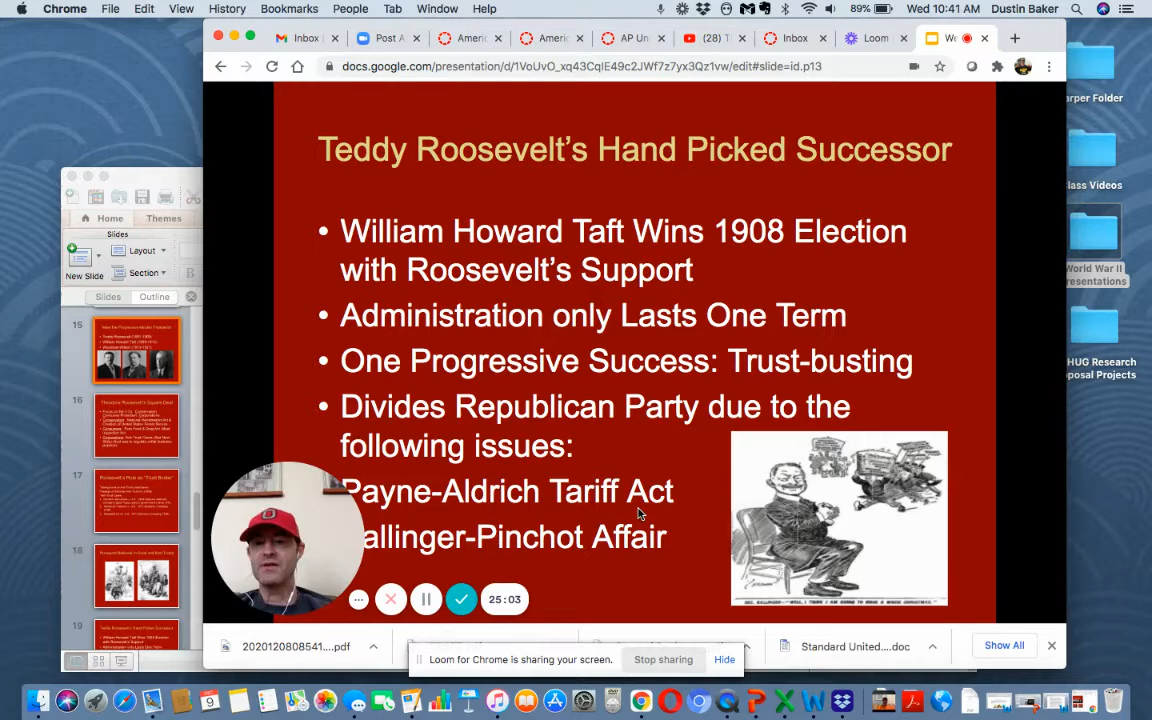 Chrome File Edit View History Bookmarks People Tab Window Help 89% Wed 10:41 AM Dustin Baker
Inbox Post A Americ Americ AP Un (28) T Inbox Loom We
docs.google.com/presentation/d/1VoUvO_xq43CqIE49c2JWf7z7yx3Qz1vw/edit#slide=id.p13
arper Folder
lass Videos
World War II
resentations
HUG Research
oposal Projects
Home Themes
Slides
Layout
New Slide
Section
Slides Outline
15
16
17
18
19
Teddy Roosevelt's Hand Picked Successor
• William Howard Taft Wins 1908 Election
with Roosevelt's Support
• Administration only Lasts One Term
• One Progressive Success: Trust-busting
• Divides Republican Party due to the
following issues:
Payne-Aldrich Tariff Act
allinger-Pinchot Affair
25:03
2020120808541....pdf
Standard United....doc
Show All
Loom for Chrome is sharing your screen. Stop sharing Hide